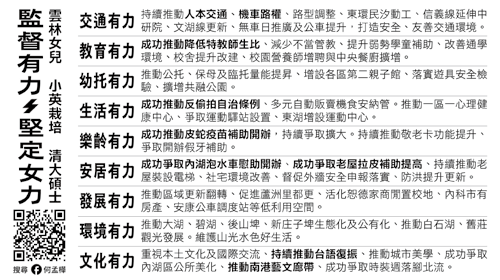 雲林女兒 小英栽培 清大碩士
監督有力 堅定女力
搜尋 何孟樺
交通有力
持續推動人本交通、機車路權、路型調整、東環民汐動工、信義線延伸中
研院、文湖線更新、無車日推廣及公車提升，打造安全、友善交通環境。
教育有力
成功推動降低特教師生比、減少不當管教、提升弱勢學童補助、改善通學
環境、校舍提升改建、校園營養師增聘與中央餐廚擴增。
幼托有力
推動公托、保母及臨托量能提昇、增設各區第二親子館、落實遊具安全檢
驗、擴增共融公園。
生活有力
成功推動反偷拍自治條例、多元自動販賣機食安納管。推動一區一心理健
康中心、爭取運動驛站設置、東湖增設運動中心。
樂齡有力
成功推動皮蛇疫苗補助開辦，持續爭取擴大。持續推動敬老卡功能提升、
爭取開辦假牙補助。
安居有力
成功爭取內湖泡水車慰助開辦、成功爭取老屋拉皮補助提高、持續推動老
屋裝設電梯、社宅環境改善、督促外牆安全申報落實、防洪提升更新。
發展有力
推動區域更新翻轉、促進蘆洲里都更、活化恕德家商閒置校地、內科市有
房產、安康公車調度站等低利用空間。
環境有力
推動大湖、碧湖、後山埤、新庄子埤生態化及公有化、推動白石湖、舊莊
觀光發展。維護山光水色好生活。
文化有力
重視本土文化及國際交流、持續推動台語復振、推動城市美學、成功爭取
內湖區公所美化、推動南港藝文廊帶、成功爭取時裝週落腳北流。